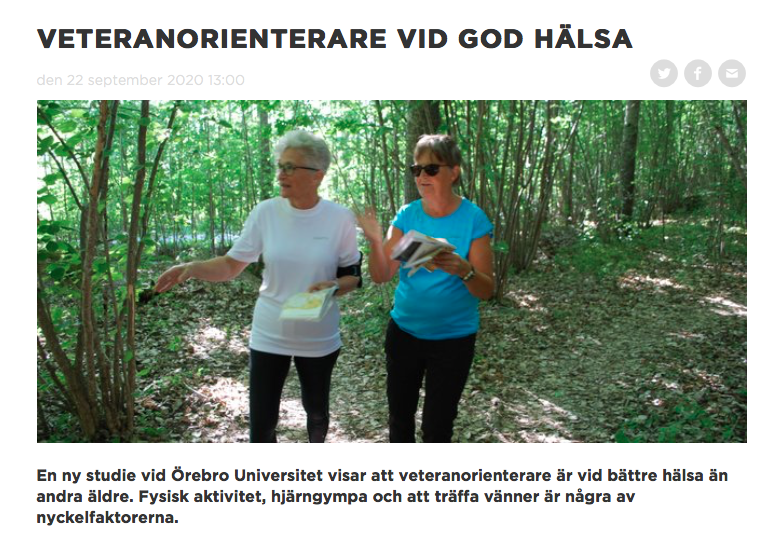 VETERANORIENTERARE VID GOD HÄLSA
den 22 september 2020 13:00
En ny studie vid Örebro Universitet visar att veteranorienterare är vid bättre hälsa än
andra äldre. Fysisk aktivitet, hjärngympa och att träffa vänner är några av
nyckelfaktorerna.